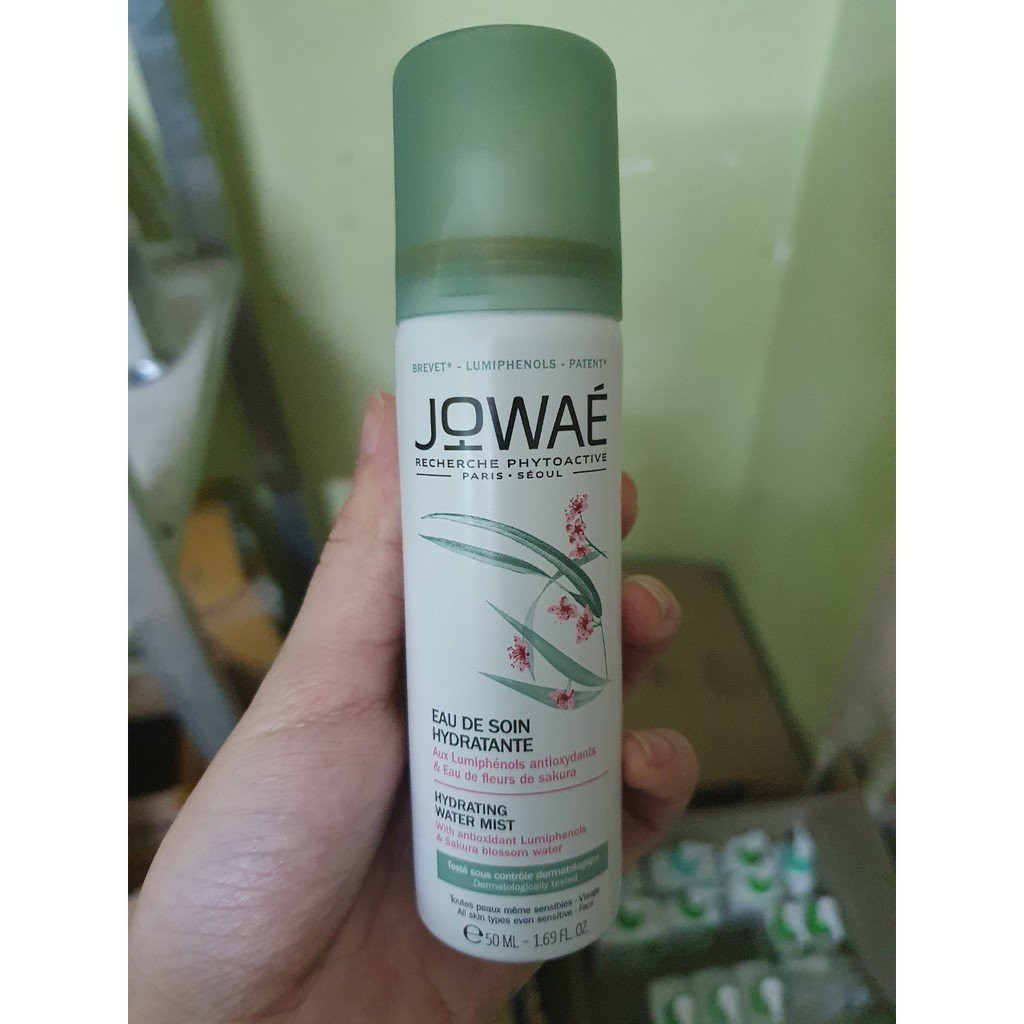 BREVET* - LUMIPHENOLS - PATENT*
JOWAÉ
RECHERCHE PHYTOACTIVE
PARIS • SÉOUL
EAU DE SOIN
HYDRATANTE
Aux Lumiphénols antioxydants
& Eau de fleurs de sakura
HYDRATING
WATER MIST
With antioxidant Lumiphenols
& Sakura blossom water
Testé sous contrôle dermatologique
Dermatologically tested
Toutes peaux même sensibles - Visage
All skin types even sensitive - Face
℮ 50 ML - 1.69 FL. OZ.